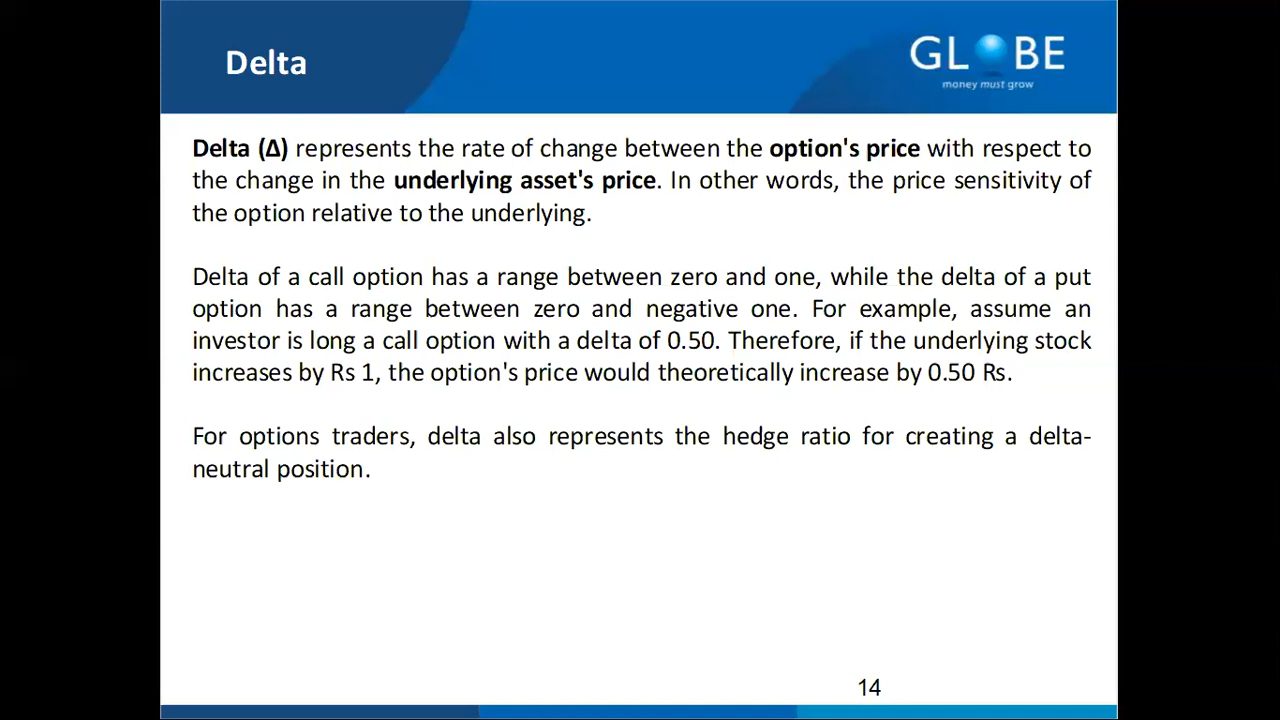 Delta
GLOBE
money must grow
Delta (Δ) represents the rate of change between the option's price with respect to
the change in the underlying asset's price. In other words, the price sensitivity of
the option relative to the underlying.
Delta of a call option has a range between zero and one, while the delta of a put
option has a range between zero and negative one. For example, assume an
investor is long a call option with a delta of 0.50. Therefore, if the underlying stock
increases by Rs 1, the option's price would theoretically increase by 0.50 Rs.
For options traders, delta also represents the hedge ratio for creating a delta-
neutral position.
14